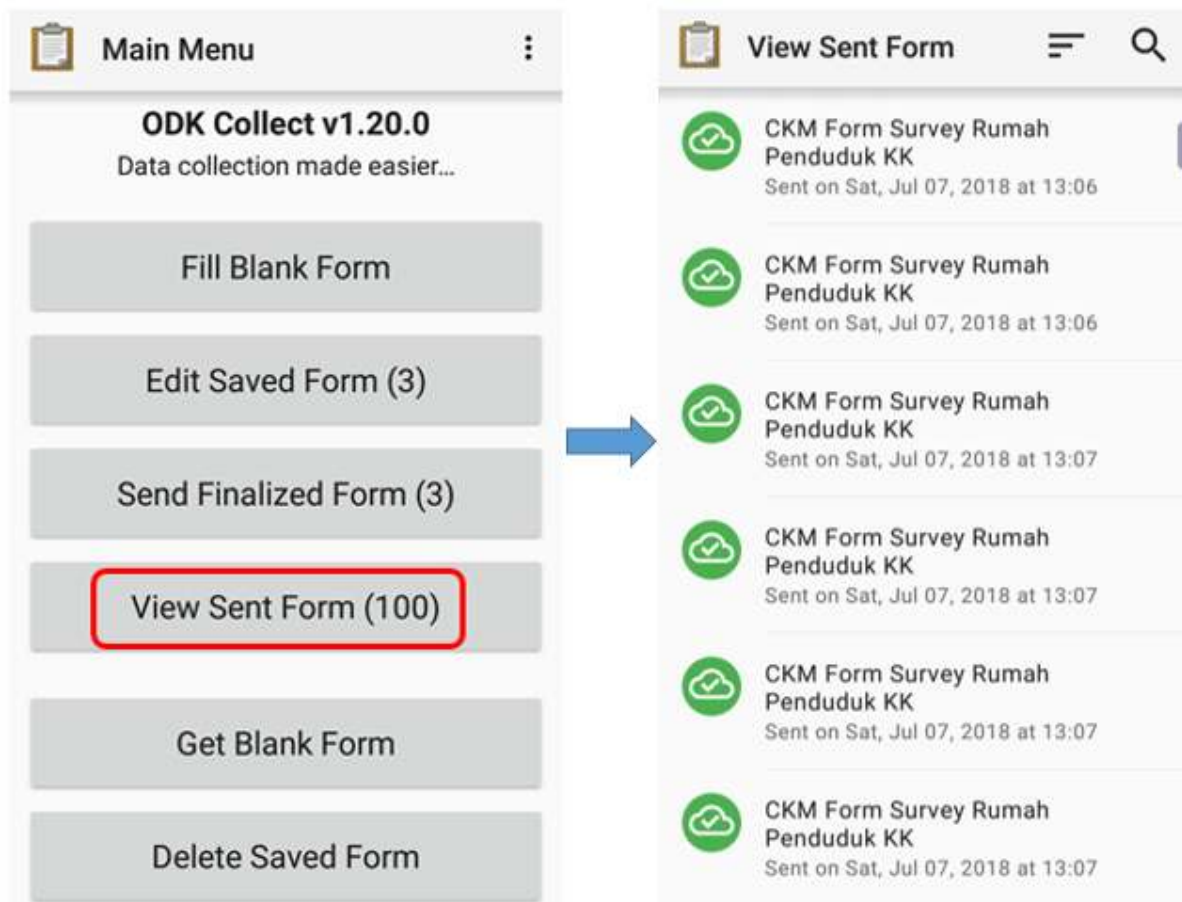 Main Menu
ODK Collect v1.20.0
Data collection made easier...
Fill Blank Form
Edit Saved Form (3)
Send Finalized Form (3)
View Sent Form (100)
Get Blank Form
Delete Saved Form
View Sent Form
CKM Form Survey Rumah
Penduduk KK
Sent on Sat, Jul 07, 2018 at 13:06
CKM Form Survey Rumah
Penduduk KK
Sent on Sat, Jul 07, 2018 at 13:06
CKM Form Survey Rumah
Penduduk KK
Sent on Sat, Jul 07, 2018 at 13:07
CKM Form Survey Rumah
Penduduk KK
Sent on Sat, Jul 07, 2018 at 13:07
CKM Form Survey Rumah
Penduduk KK
Sent on Sat, Jul 07, 2018 at 13:07
CKM Form Survey Rumah
Penduduk KK
Sent on Sat, Jul 07, 2018 at 13:07